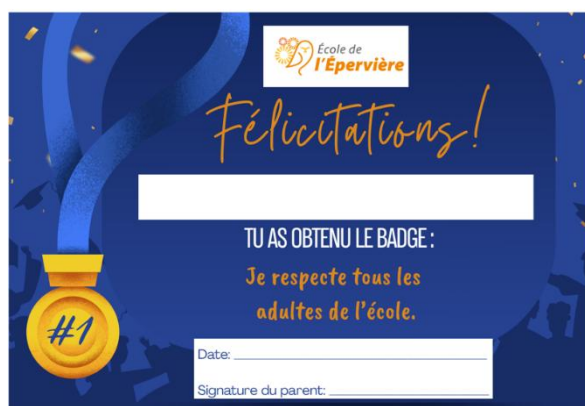 École de
l'Épervière
Félicitations!
TU AS OBTENU LE BADGE :
Je respecte tous les
adultes de l'école.
#1
Date:
Signature du parent: